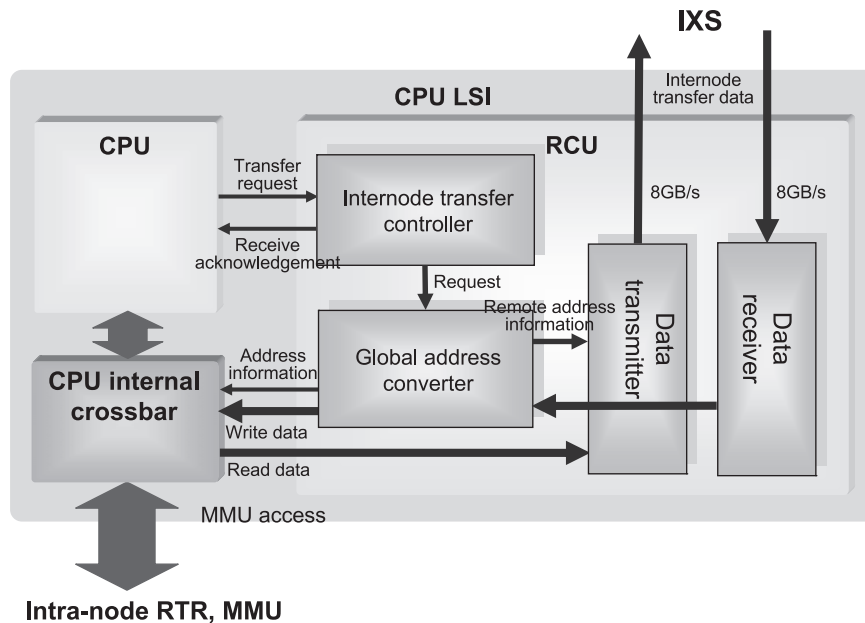 IXS
Internode
transfer data
CPU LSI
CPU
RCU
Transfer
request
Internode transfer
controller
8GB/s
8GB/s
Receive
acknowledgement
Request
Remote address
information
Data
transmitter
Data
receiver
Global address
converter
Address
information
CPU internal
crossbar
Write data
Read data
MMU access
Intra-node RTR, MMU